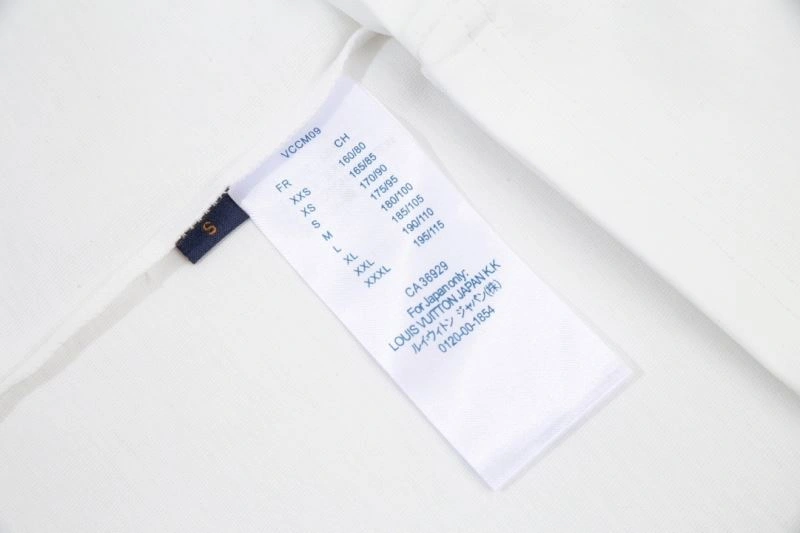 VCCM09
FR CH
XXS 160/80
XS 165/85
S 170/90
M 175/95
L 180/100
XL 185/105
XXL 190/110
XXXL 195/115
CA 36929
For Japan only:
LOUIS VUITTON JAPAN K.K
ルイ・ヴィトン ジャパン(株)
0120-00-1854
S